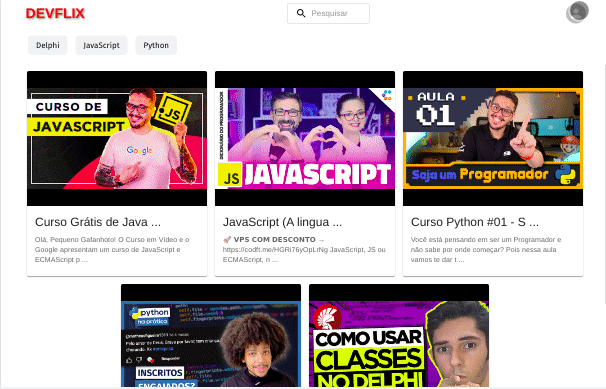 DEVFLIX
Pesquisar
Delphi
JavaScript
Python
CURSO DE
JAVASCRIPT
JS
Google
DICIONÁRIO DO PROGRAMADOR
JS
JAVASCRIPT
AULA
01
Seja um Programador
Curso Grátis de Java ...
Olá, Pequeno Gafanhoto! O Curso em Vídeo e o
Google apresentam um curso de JavaScript e
ECMAScript p ...
JavaScript (A lingua ...
🚀 VPS COM DESCONTO →
https://codft.me/HGRi76yOpLrNg JavaScript, JS ou
ECMAScript, n ...
Curso Python #01 - S ...
Você está pensando em ser um Programador e
não sabe por onde começar? Pois nessa aula
vamos te dar t ...
python
na prática
Responder
INSCRITOS
ENGAJADOS?
COMO USAR
CLASSES
NO DELPHI